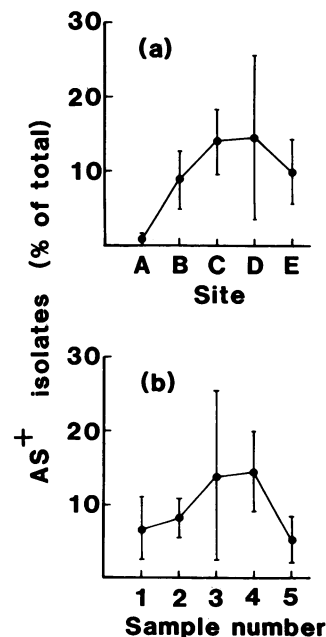 AS+ isolates (% of total)
(a)
30
20
10
A B C D E
Site
(b)
30
20
10
1 2 3 4 5
Sample number